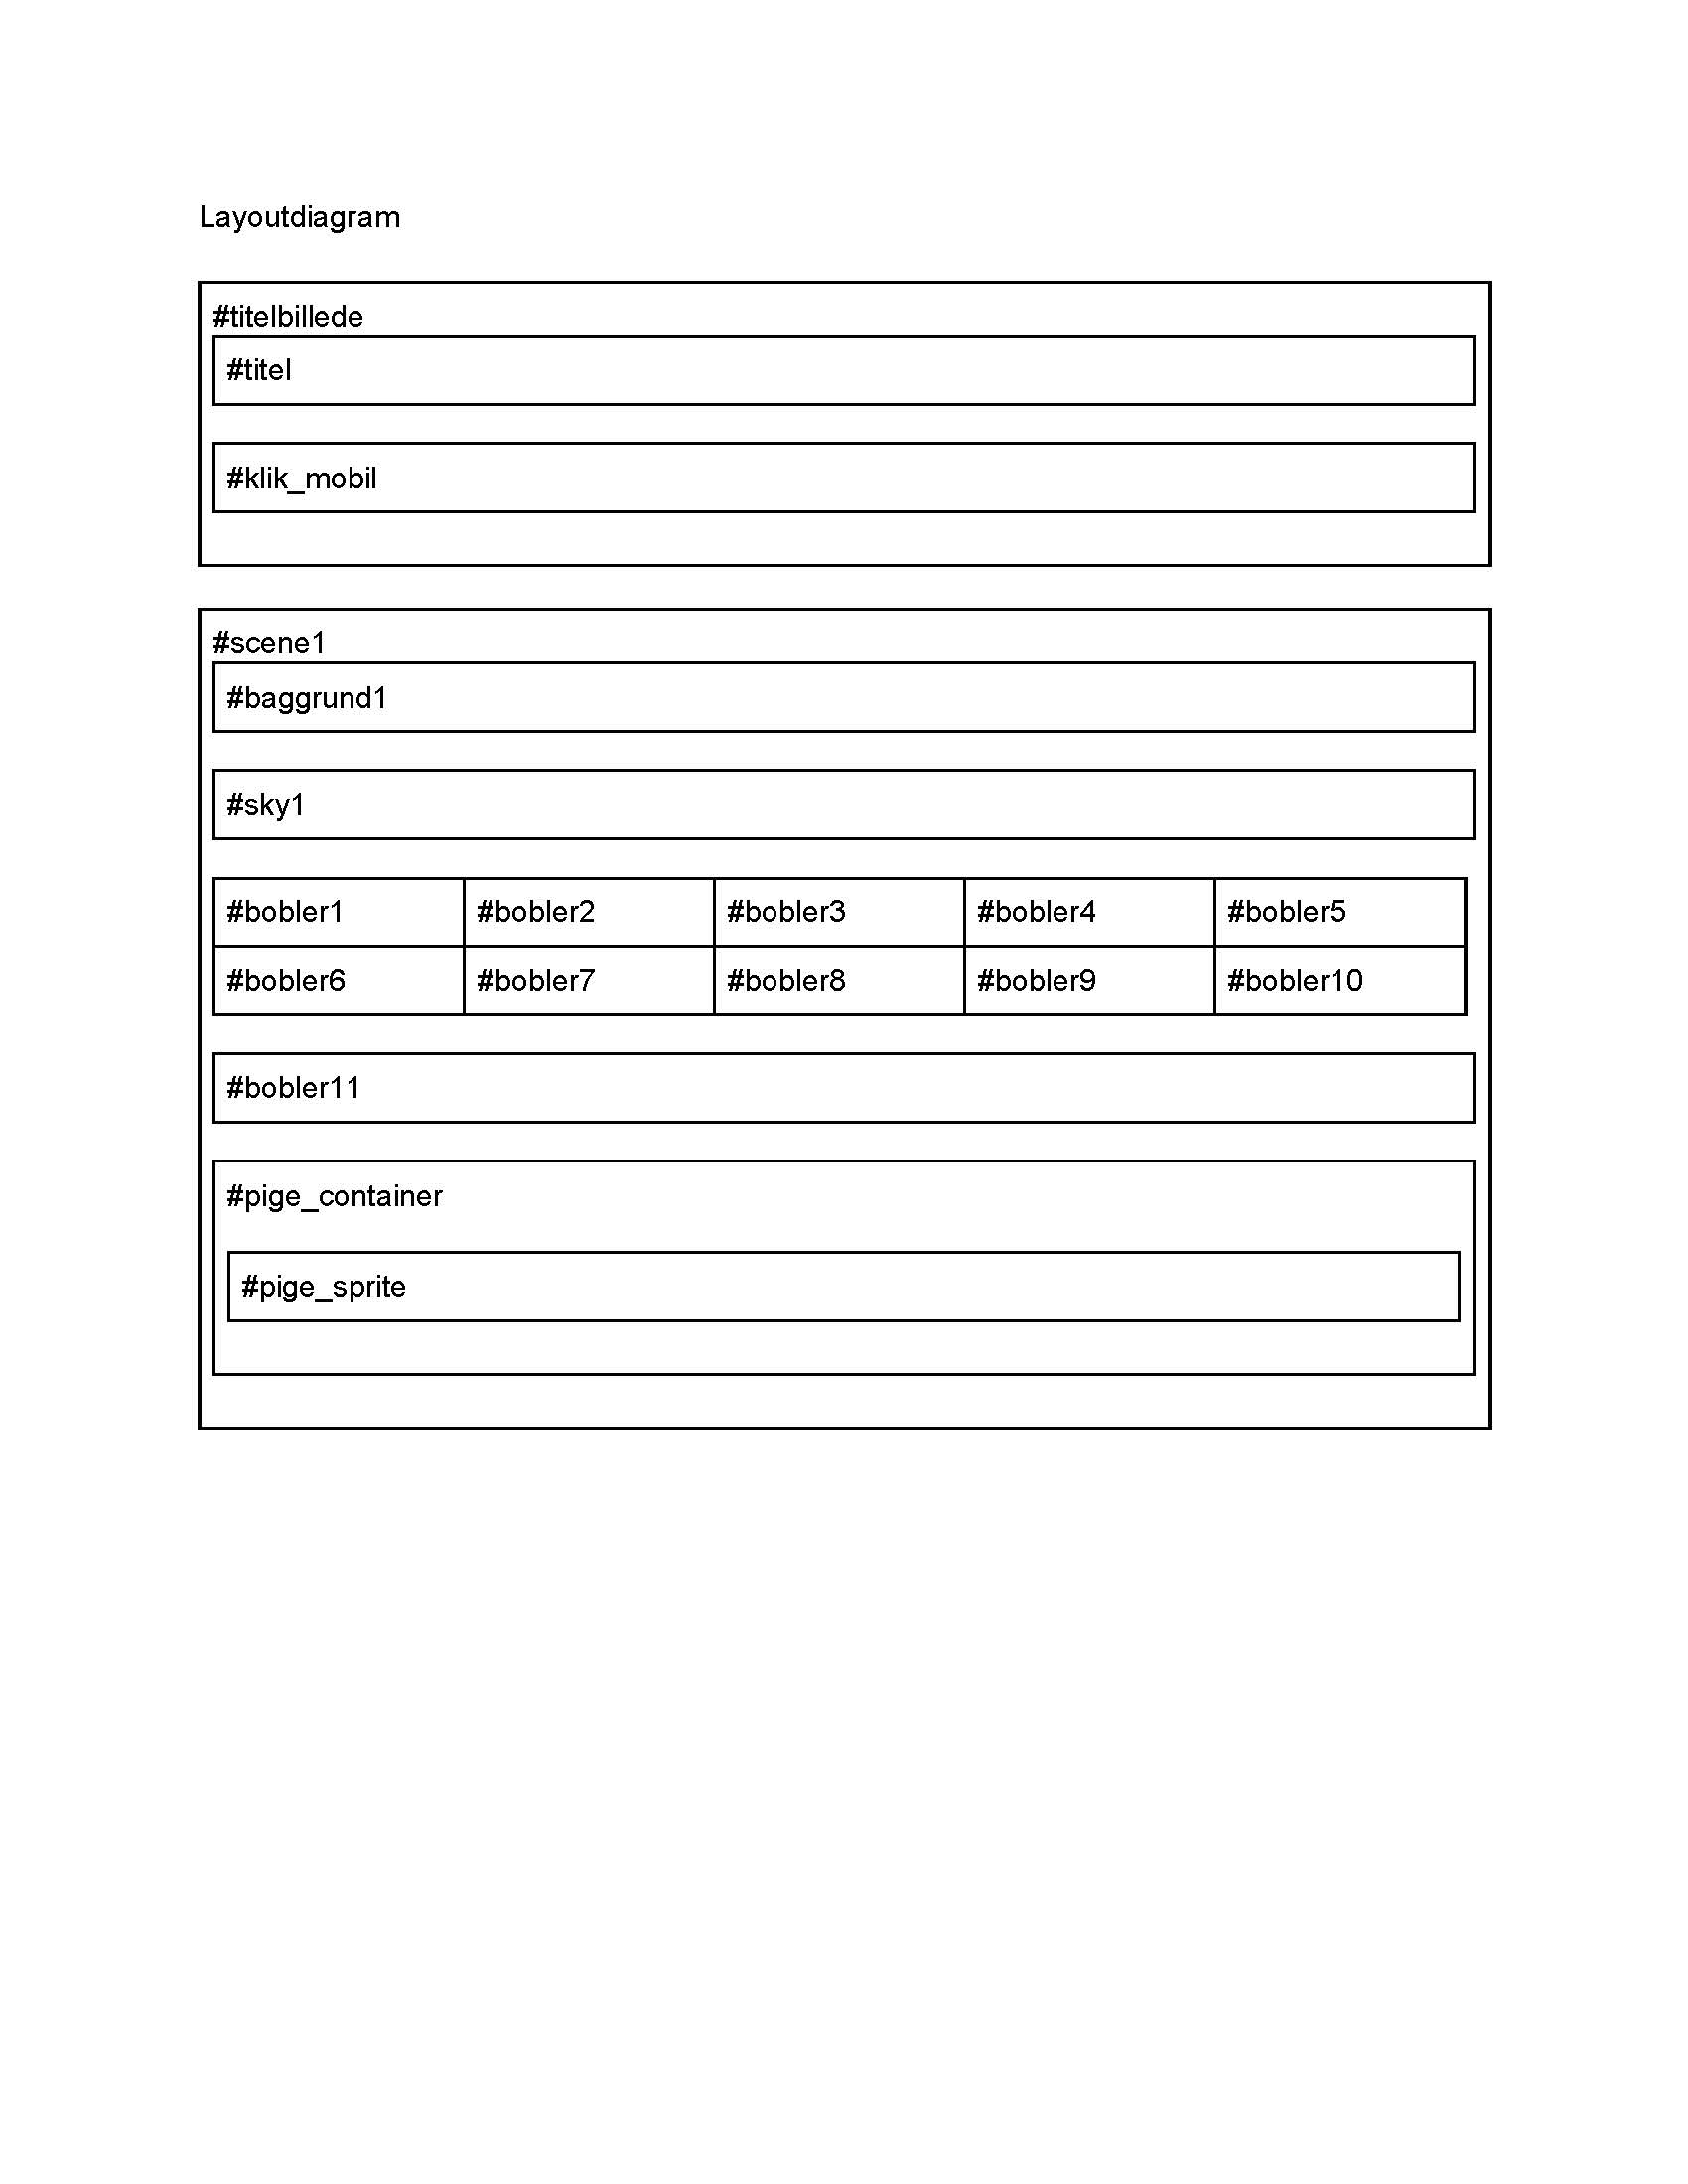 Layoutdiagram
#titelbillede
#titel
#klik_mobil
#scene1
#baggrund1
#sky1
#bobler1 #bobler2 #bobler3 #bobler4 #bobler5
#bobler6 #bobler7 #bobler8 #bobler9 #bobler10
#bobler11
#pige_container
#pige_sprite